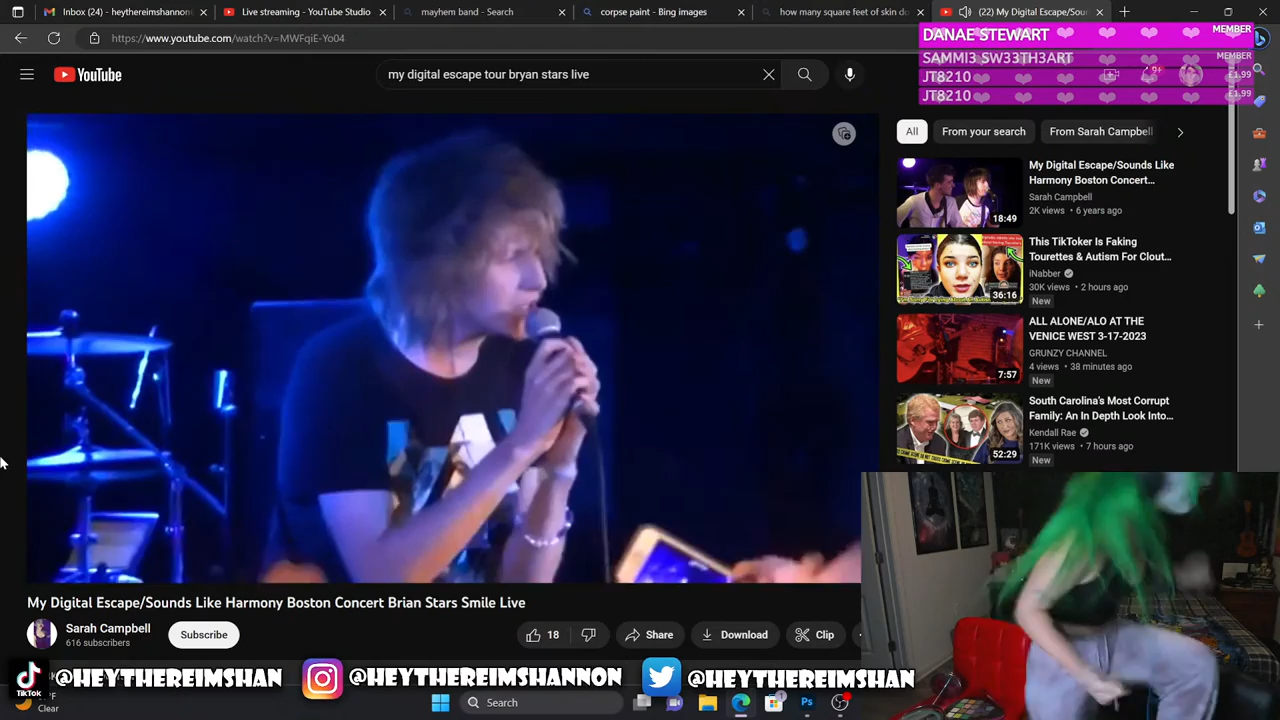 Inbox (24) - heythereimshannon
Live streaming - YouTube Studio
mayhem band - Search
corpse paint - Bing images
how many square feet of skin do
(22) My Digital Escape/Sou
https://www.youtube.com/watch?v=MWFqiE-Yo04
DANAE STEWART MEMBER
SAMMI3 SW33TH3ART MEMBER
JT8210 £1.99
JT8210 £1.99
YouTube
my digital escape tour bryan stars live
9+
All
From your search
From Sarah Campbell
My Digital Escape/Sounds Like
Harmony Boston Concert...
Sarah Campbell
2K views • 6 years ago
18:49
This TikToker Is Faking
Tourettes & Autism For Clout...
iNabber
30K views • 2 hours ago
New
36:16
ALL ALONE/ALO AT THE
VENICE WEST 3-17-2023
GRUNZY CHANNEL
4 views • 38 minutes ago
New
7:57
South Carolina's Most Corrupt
Family: An In Depth Look Into...
Kendall Rae
171K views • 7 hours ago
New
52:29
My Digital Escape/Sounds Like Harmony Boston Concert Brian Stars Smile Live
Sarah Campbell
616 subscribers
Subscribe
18
Share
Download
Clip
TikTok
@HEYTHEREIMSHAN
@HEYTHEREIMSHANNON
@HEYTHEREIMSHAN
Clear
Search
Ps